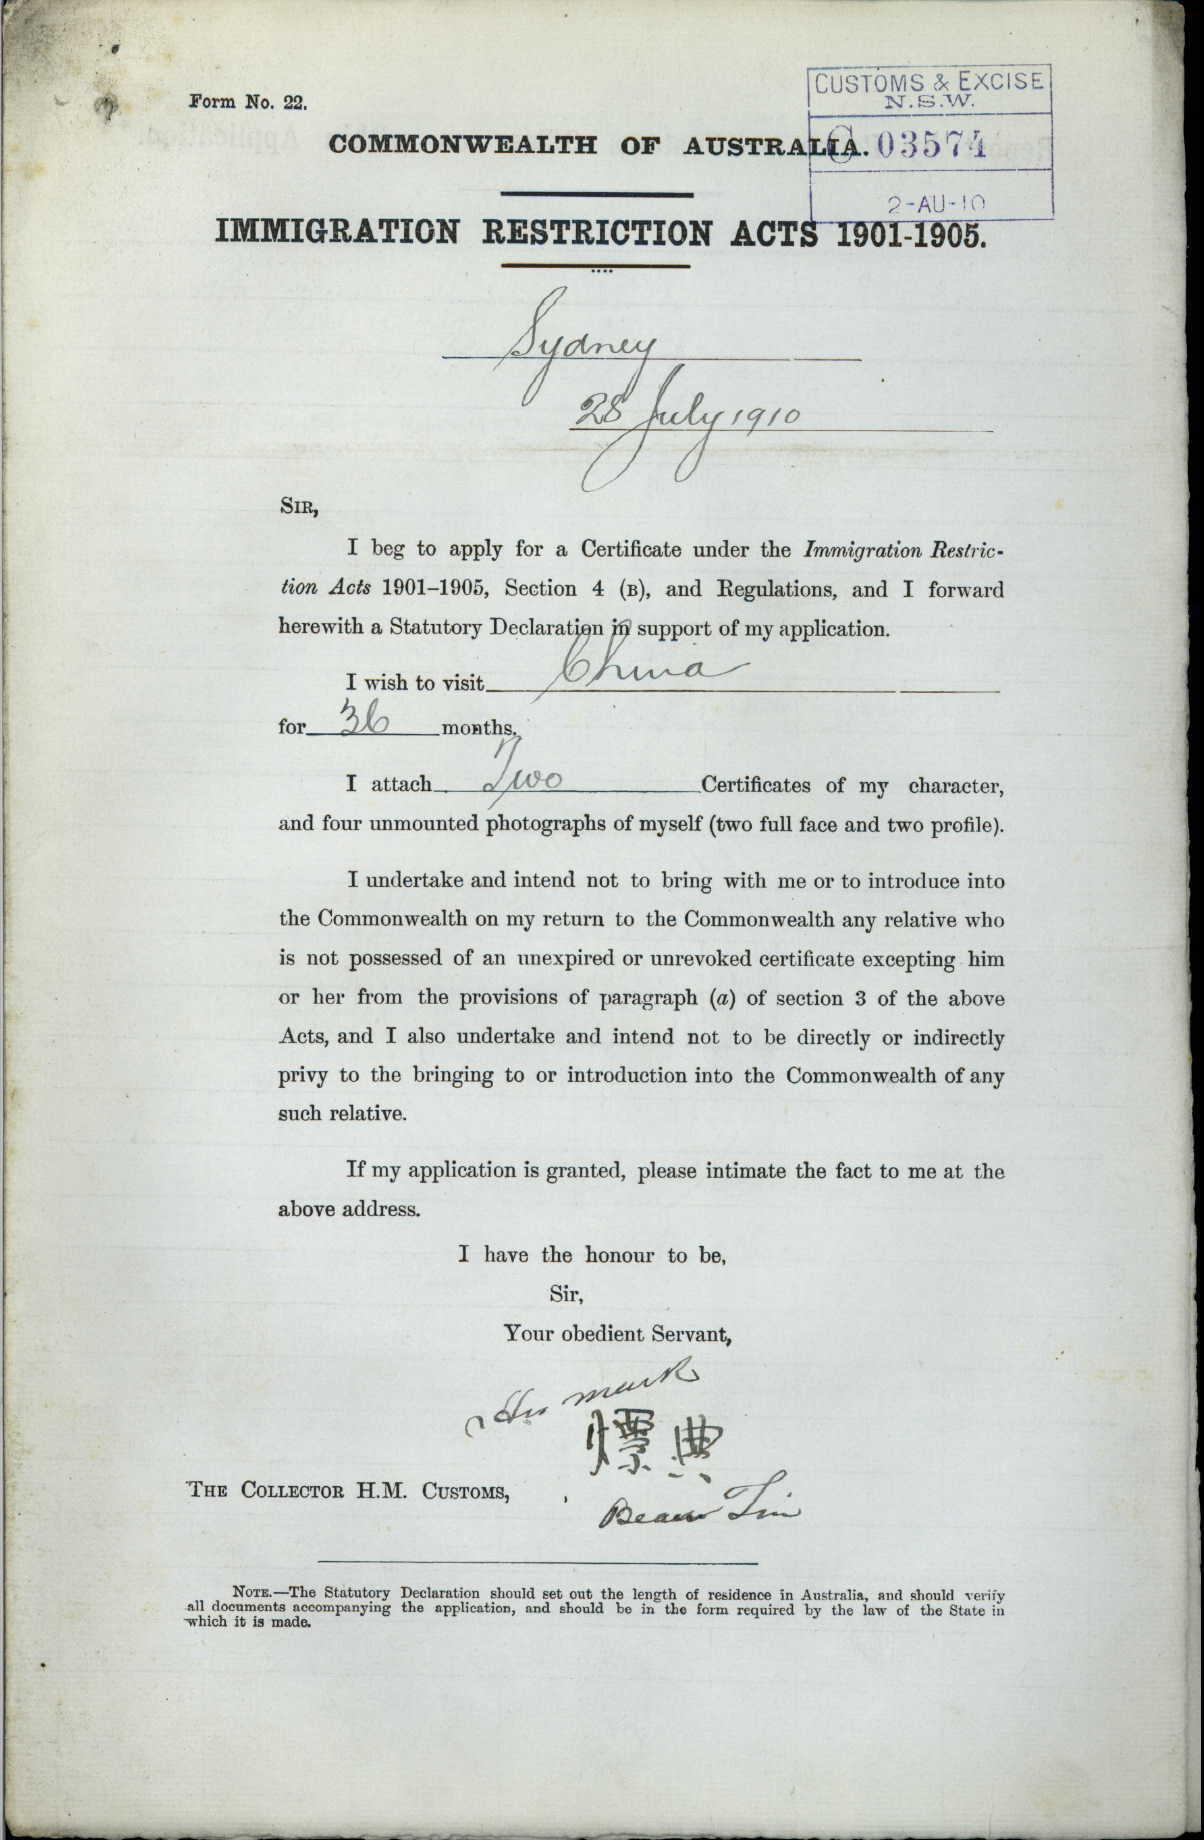 Form No. 22.
CUSTOMS & EXCISE
N.S.W.
C 03574
2-AU-10
COMMONWEALTH OF AUSTRALIA.
IMMIGRATION RESTRICTION ACTS 1901-1905.
Sydney
28 July 1910
SIR,
I beg to apply for a Certificate under the Immigration Restric-
tion Acts 1901-1905, Section 4 (B), and Regulations, and I forward
herewith a Statutory Declaration in support of my application.
I wish to visit China
for 36 months.
I attach Two Certificates of my character,
and four unmounted photographs of myself (two full face and two profile).
I undertake and intend not to bring with me or to introduce into
the Commonwealth on my return to the Commonwealth any relative who
is not possessed of an unexpired or unrevoked certificate excepting him
or her from the provisions of paragraph (a) of section 3 of the above
Acts, and I also undertake and intend not to be directly or indirectly
privy to the bringing to or introduction into the Commonwealth of any
such relative.
If my application is granted, please intimate the fact to me at the
above address.
I have the honour to be,
Sir,
Your obedient Servant,
His mark
典
THE COLLECTOR H.M. CUSTOMS,
Tin
NOTE.—The Statutory Declaration should set out the length of residence in Australia, and should verify
all documents accompanying the application, and should be in the form required by the law of the State in
which it is made.